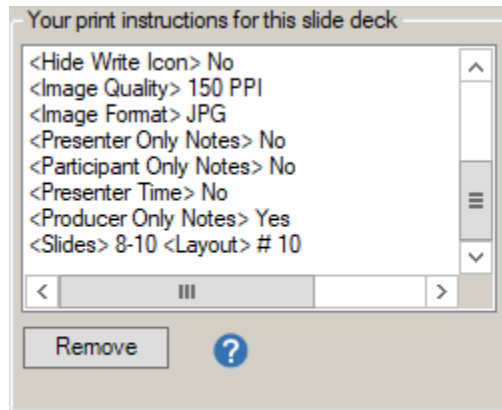 Your print instructions for this slide deck
<Hide Write Icon> No
<Image Quality> 150 PPI
<Image Format> JPG
<Presenter Only Notes> No
<Participant Only Notes> No
<Presenter Time> No
<Producer Only Notes> Yes
<Slides> 8-10 <Layout> # 10
Remove
?